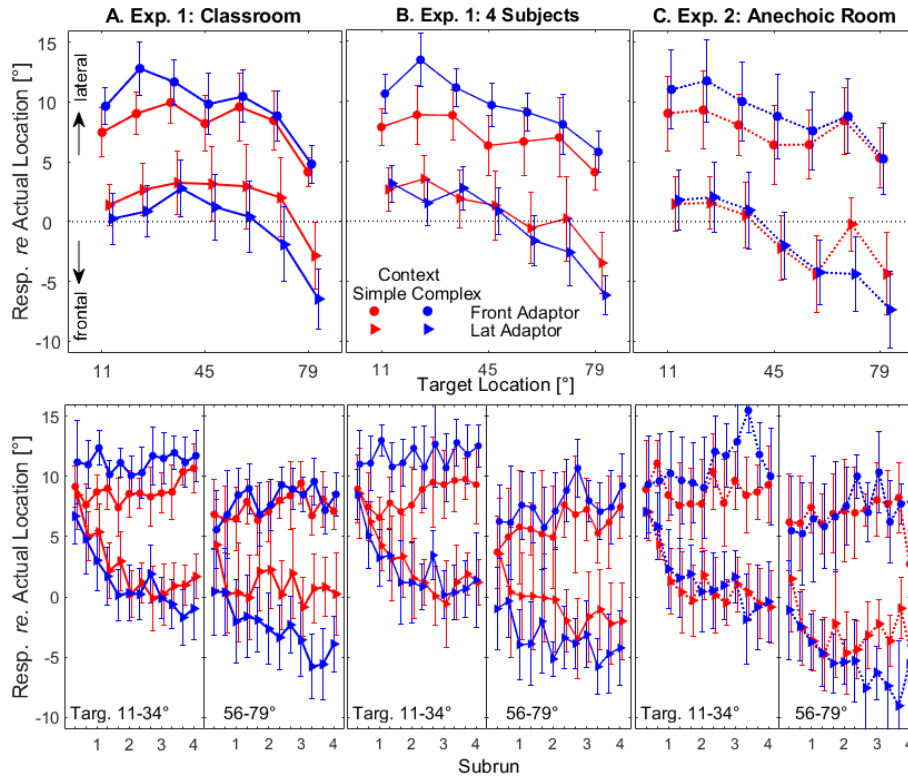 A. Exp. 1: Classroom
B. Exp. 1: 4 Subjects
C. Exp. 2: Anechoic Room
Resp. re Actual Location [°]
15
10
5
0
-5
-10
lateral
frontal
Context
Simple Complex
Front Adaptor
Lat Adaptor
11 45 79
11 45 79
11 45 79
Target Location [°]
Resp. re. Actual Location [°]
15
10
5
0
-5
-10
Targ. 11-34°
56-79°
Targ. 11-34°
56-79°
Targ. 11-34°
56-79°
1 2 3 4
1 2 3 4
1 2 3 4
1 2 3 4
1 2 3 4
1 2 3 4
Subrun